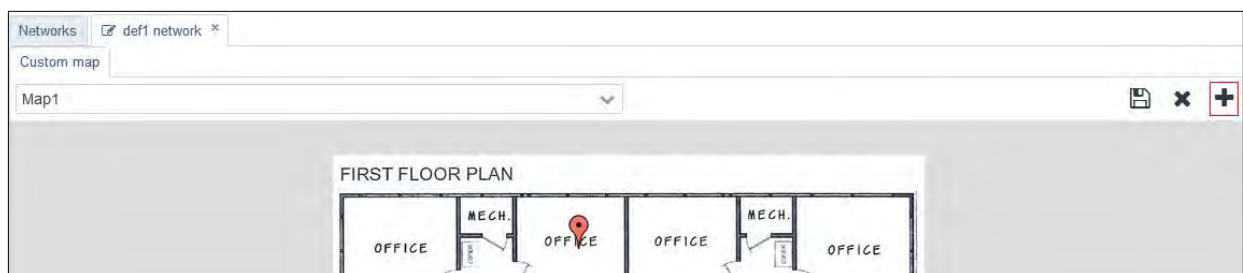 Networks def1 network ×
Custom map
Map1
FIRST FLOOR PLAN
MECH. MECH.
OFFICE OFFICE OFFICE OFFICE